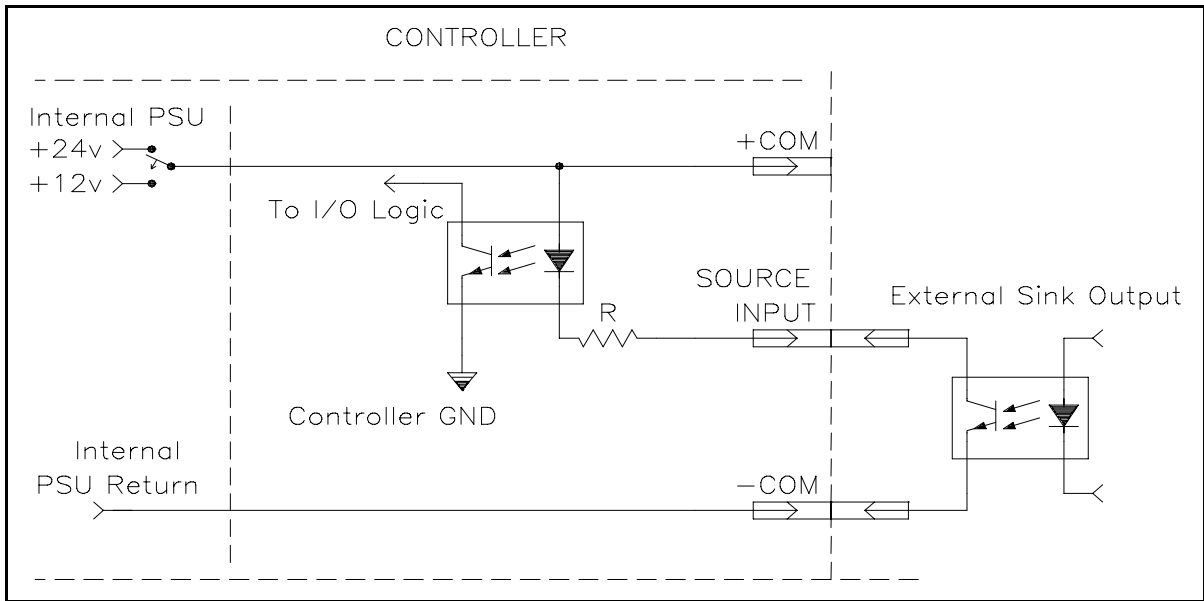 CONTROLLER
Internal PSU
+24v
+12v
+COM
To I/O Logic
SOURCE
INPUT
External Sink Output
R
Controller GND
Internal
PSU Return
-COM